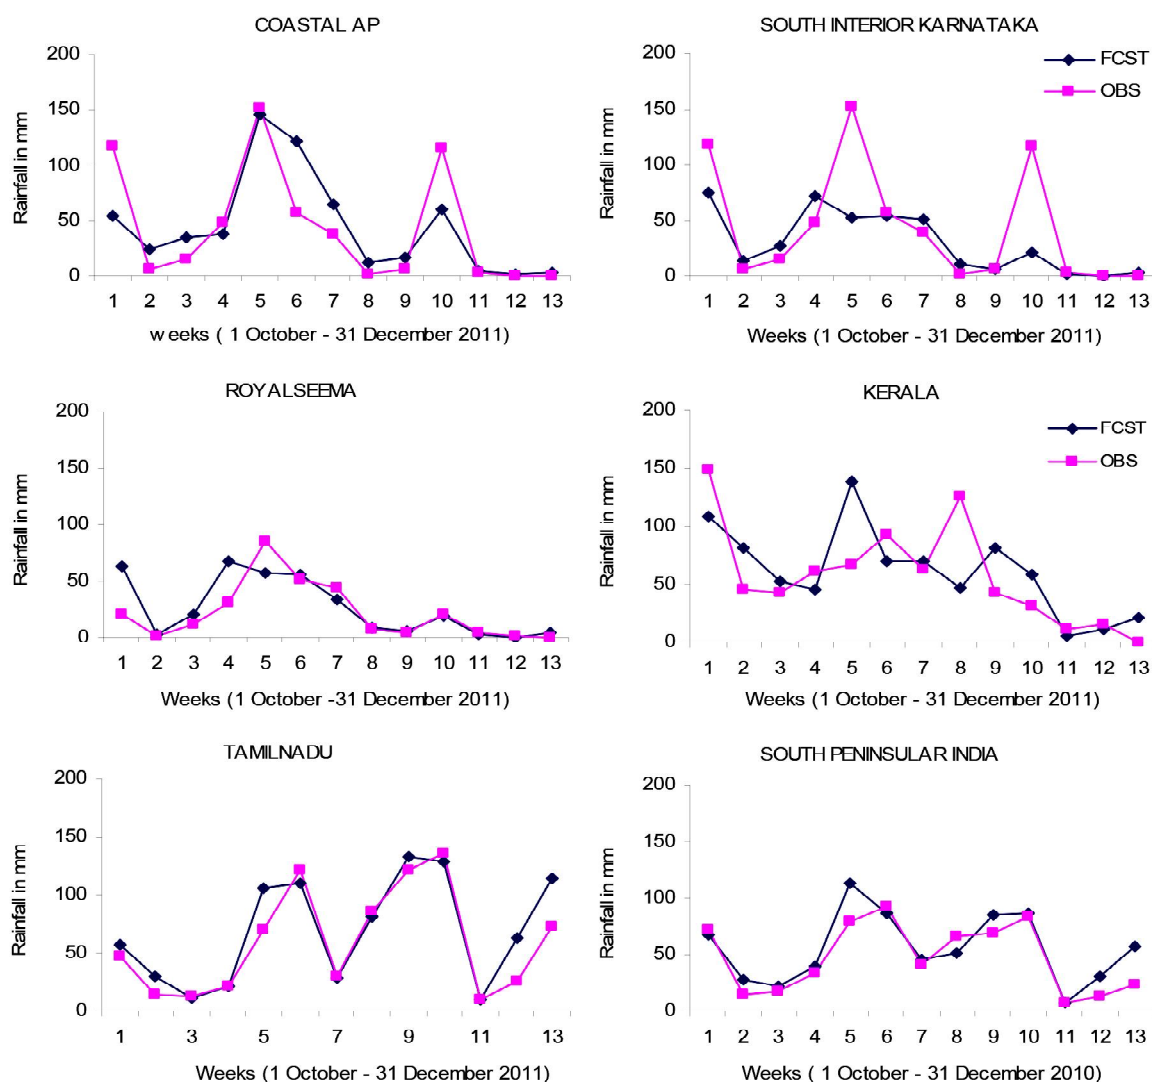 COASTAL AP
200
150
100
50
0
Rainfall in mm
1 2 3 4 5 6 7 8 9 10 11 12 13
weeks ( 1 October - 31 December 2011)
SOUTH INTERIOR KARNATAKA
FCST
OBS
200
150
100
50
0
Rainfall in mm
1 2 3 4 5 6 7 8 9 10 11 12 13
Weeks (1 October - 31 December 2011)
ROYALSEEMA
200
150
100
50
0
Rainfall in mm
1 2 3 4 5 6 7 8 9 10 11 12 13
Weeks (1 October -31 December 2011)
KERALA
FCST
OBS
200
150
100
50
0
Rainfall in mm
1 2 3 4 5 6 7 8 9 10 11 12 13
Weeks (1 October - 31 December 2011)
TAMILNADU
200
150
100
50
0
Rainfall in mm
1 3 5 7 9 11 13
Weeks (1 October - 31 December 2011)
SOUTH PENINSULAR INDIA
200
150
100
50
0
Rainfall in mm
1 2 3 4 5 6 7 8 9 10 11 12 13
Weeks (1 October - 31 December 2010)